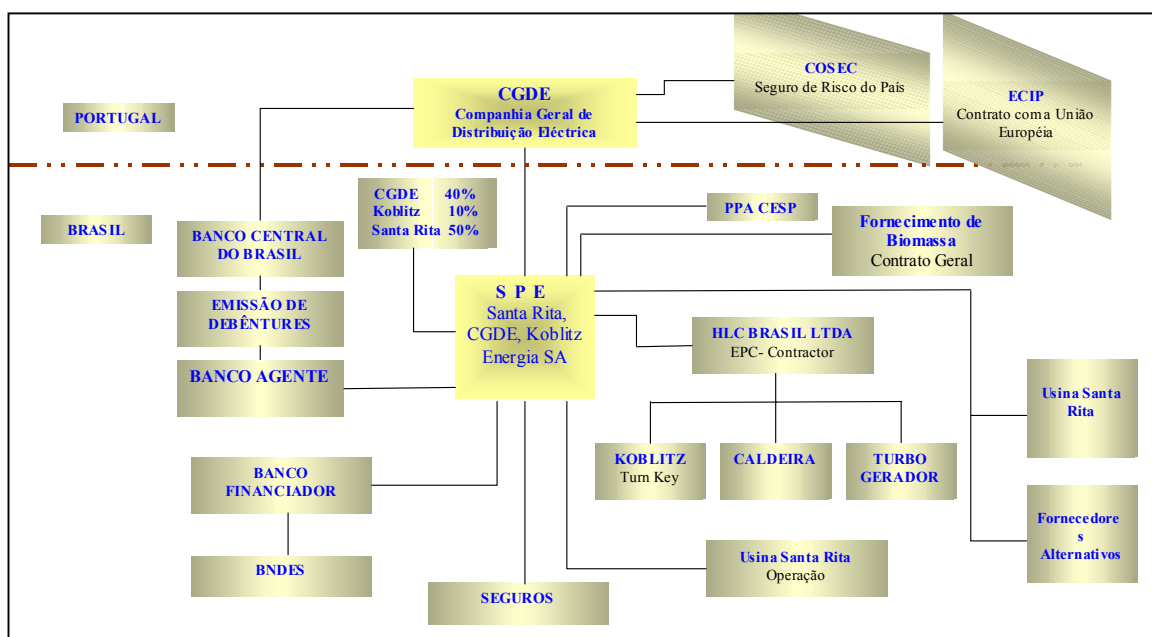 COSEC
Seguro de Risco do País
CGDE
Companhia Geral de
Distribuição Eléctrica
ECIP
Contrato com a União
Européia
PORTUGAL
CGDE 40%
Koblitz 10%
Santa Rita 50%
PPA CESP
BRASIL
BANCO CENTRAL
DO BRASIL
Fornecimento de
Biomassa
Contrato Geral
S P E
Santa Rita,
CGDE, Koblitz
Energia SA
EMISSÃO DE
DEBÊNTURES
HLC BRASIL LTDA
EPC- Contractor
BANCO AGENTE
Usina Santa
Rita
KOBLITZ
Turn Key
CALDEIRA
TURBO
GERADOR
BANCO
FINANCIADOR
Fornecedore
s
Alternativos
Usina Santa Rita
Operação
BNDES
SEGUROS